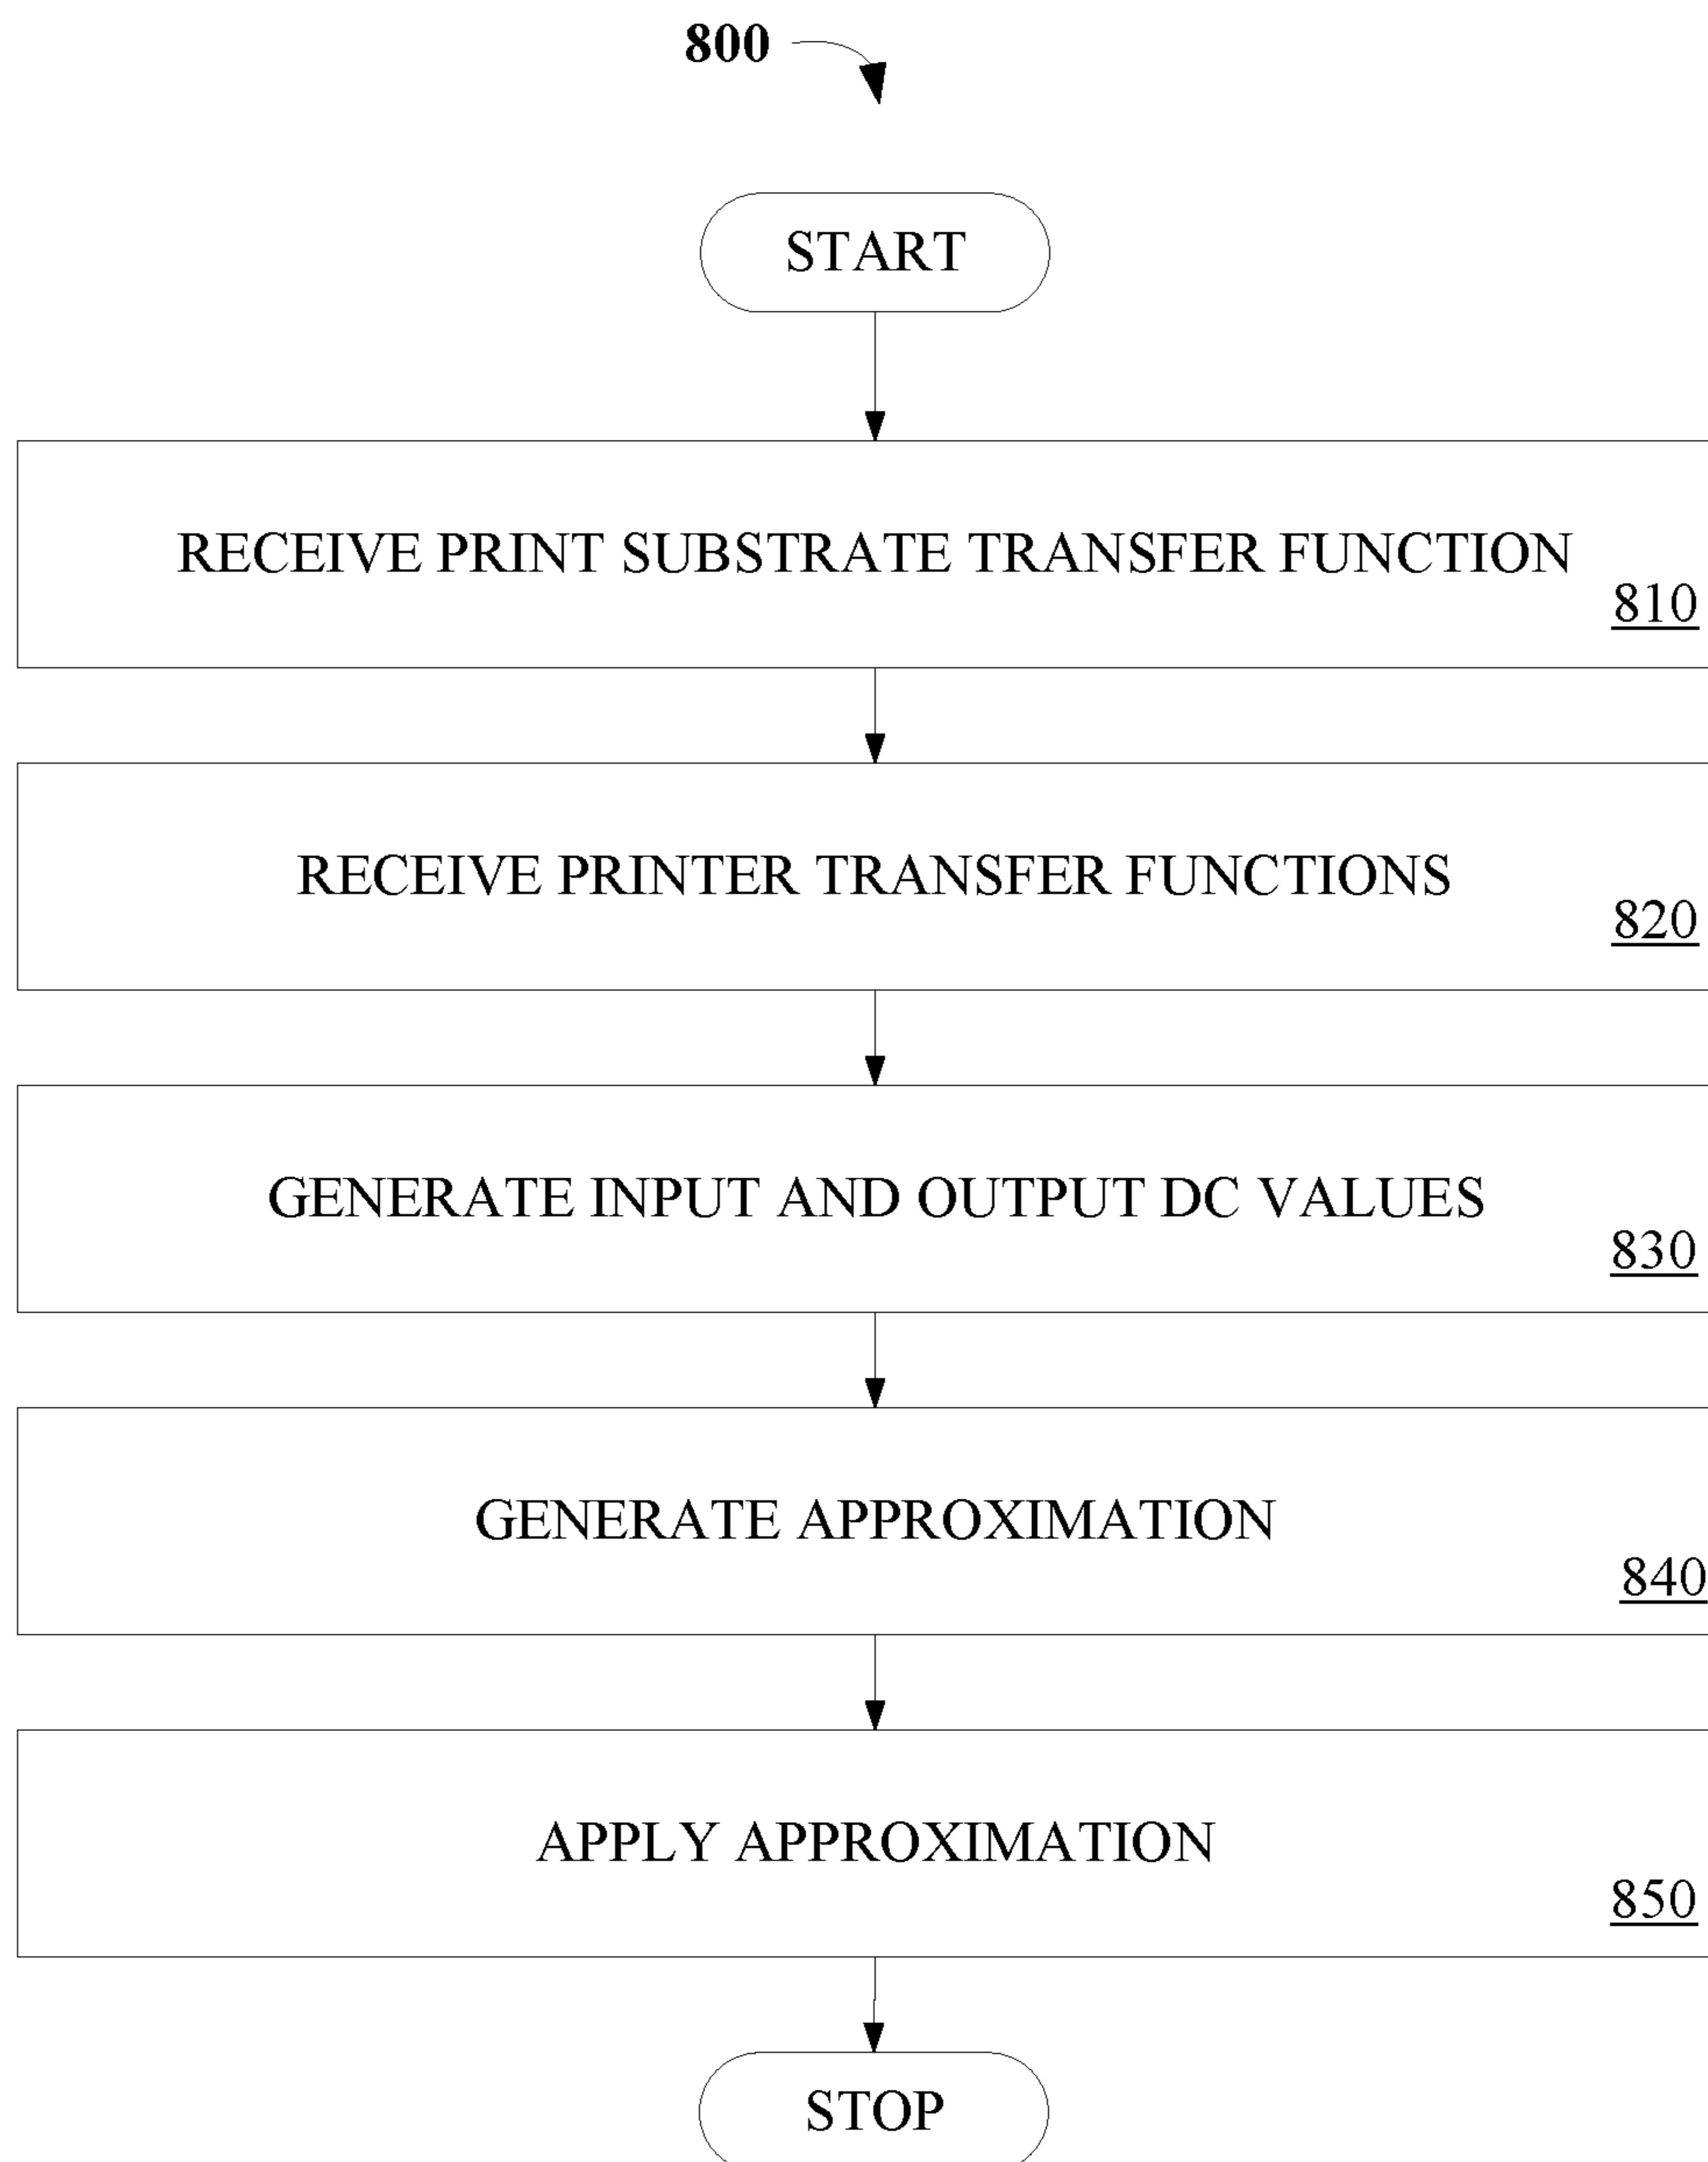 800
START
RECEIVE PRINT SUBSTRATE TRANSFER FUNCTION
810
RECEIVE PRINTER TRANSFER FUNCTIONS
820
GENERATE INPUT AND OUTPUT DC VALUES
830
GENERATE APPROXIMATION
840
APPLY APPROXIMATION
850
STOP